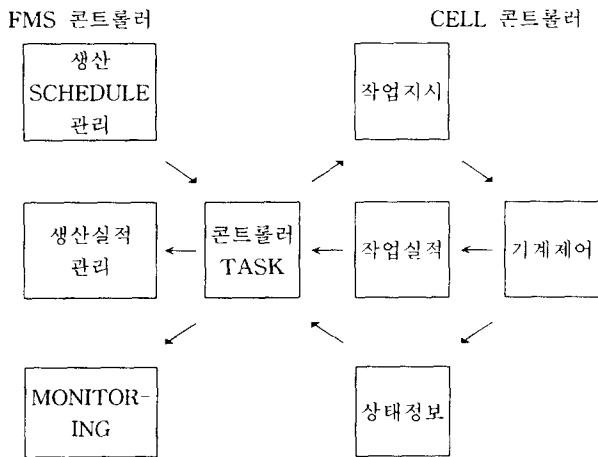 FMS 콘트롤러
CELL 콘트롤러
생산
SCHEDULE
관리
작업지시
생산실적
관리
콘트롤러
TASK
작업실적
기계제어
MONITOR-
ING
상태정보